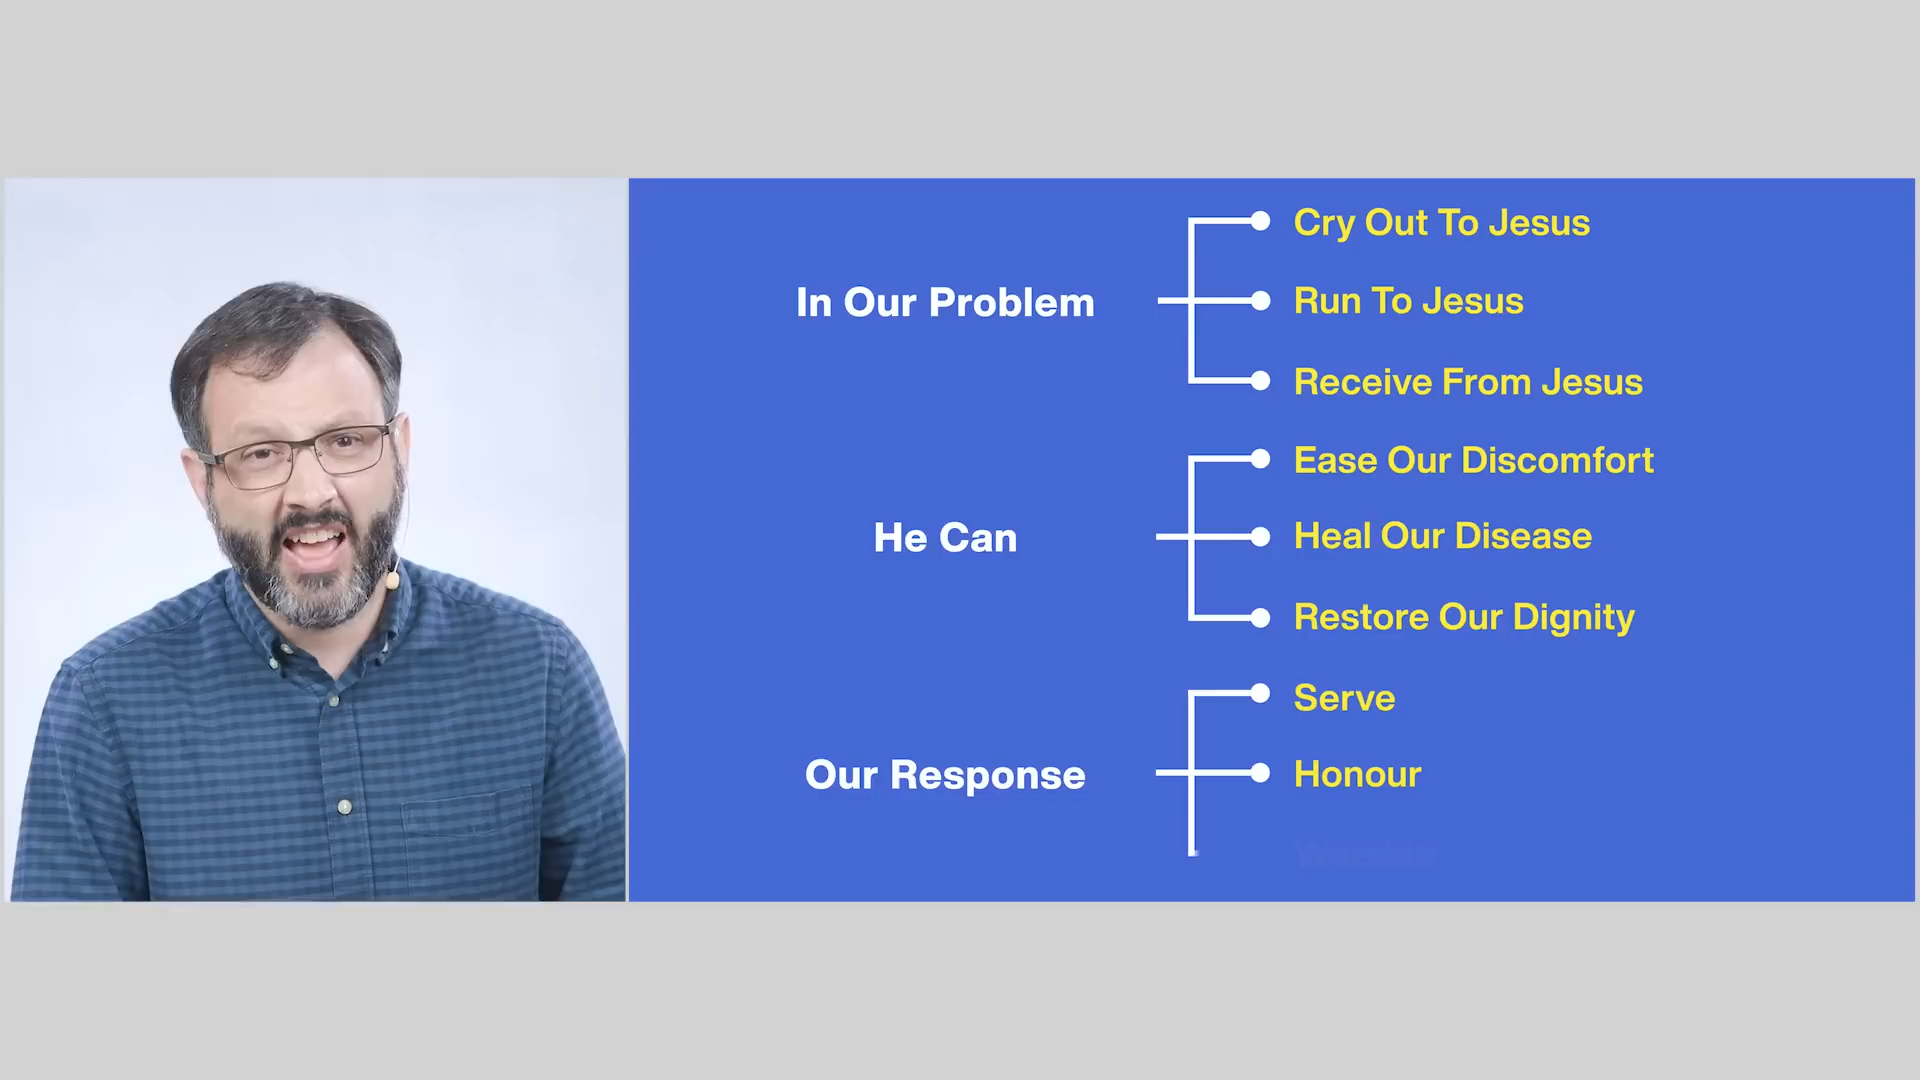 In Our Problem
Cry Out To Jesus
Run To Jesus
Receive From Jesus
He Can
Ease Our Discomfort
Heal Our Disease
Restore Our Dignity
Our Response
Serve
Honour